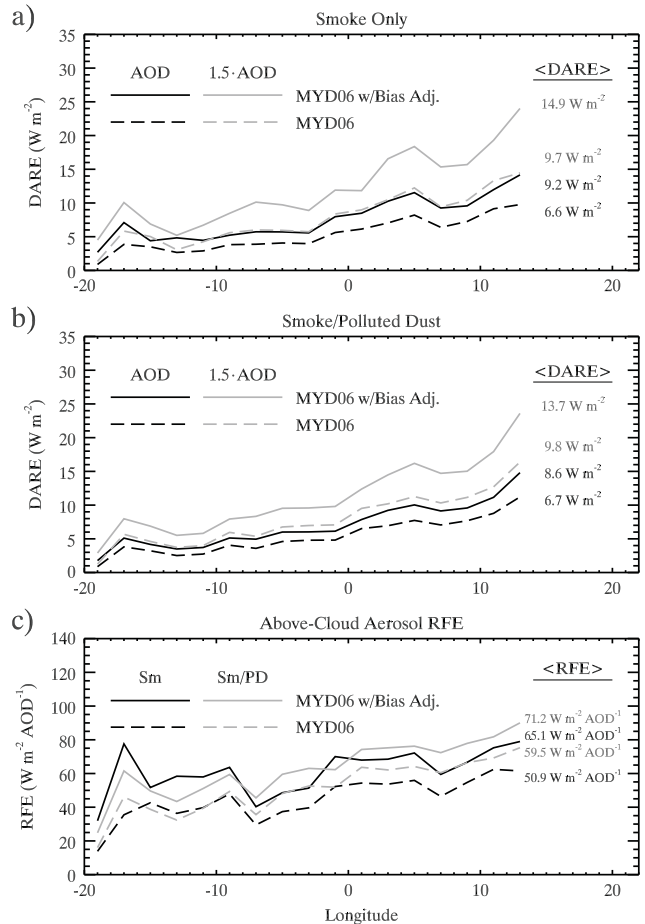 a)
Smoke Only
35
30
25
20
15
10
5
0
DARE (W m-2)
AOD 1.5·AOD
MYD06 w/Bias Adj.
MYD06
<DARE>
14.9 W m-2
9.7 W m-2
9.2 W m-2
6.6 W m-2
-20 -10 0 10 20
b)
Smoke/Polluted Dust
35
30
25
20
15
10
5
0
DARE (W m-2)
AOD 1.5·AOD
MYD06 w/Bias Adj.
MYD06
<DARE>
13.7 W m-2
9.8 W m-2
8.6 W m-2
6.7 W m-2
-20 -10 0 10 20
c)
Above-Cloud Aerosol RFE
140
120
100
80
60
40
20
0
RFE (W m-2 AOD-1)
Sm Sm/PD
MYD06 w/Bias Adj.
MYD06
<RFE>
71.2 W m-2 AOD-1
65.1 W m-2 AOD-1
59.5 W m-2 AOD-1
50.9 W m-2 AOD-1
-20 -10 0 10 20
Longitude